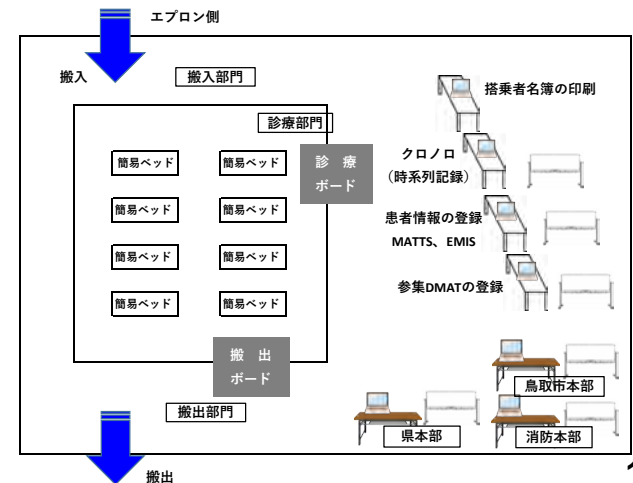 エプロン側
搬入
搬入部門
搭乗者名簿の印刷
診療部門
診　療
ボード
クロノロ
（時系列記録）
簡易ベッド
簡易ベッド
簡易ベッド
簡易ベッド
患者情報の登録
MATTS、EMIS
簡易ベッド
簡易ベッド
参集DMATの登録
簡易ベッド
簡易ベッド
搬　出
ボード
鳥取市本部
搬出部門
県本部
消防本部
搬出